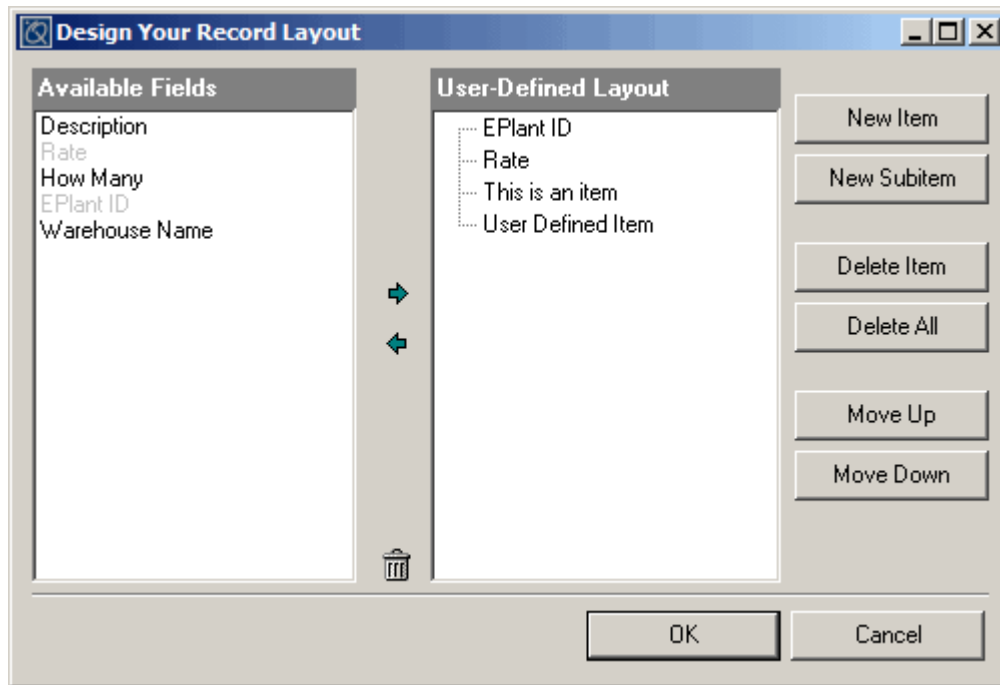 Design Your Record Layout
Available Fields
Description
Rate
How Many
EPlant ID
Warehouse Name
User-Defined Layout
EPlant ID
Rate
This is an item
User Defined Item
New Item
New Subitem
Delete Item
Delete All
Move Up
Move Down
OK
Cancel